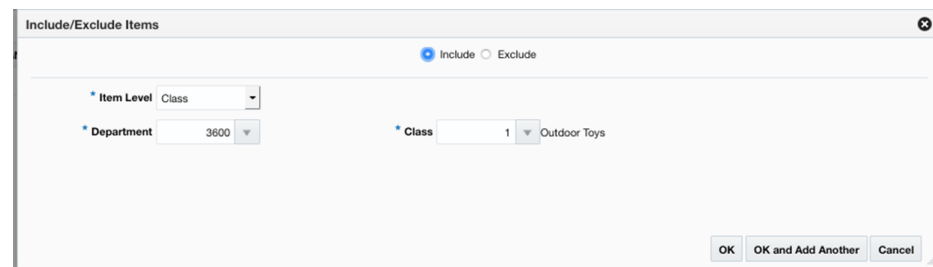 Include/Exclude Items
Include Exclude
* Item Level Class
* Department 3600 * Class 1 Outdoor Toys
OK OK and Add Another Cancel